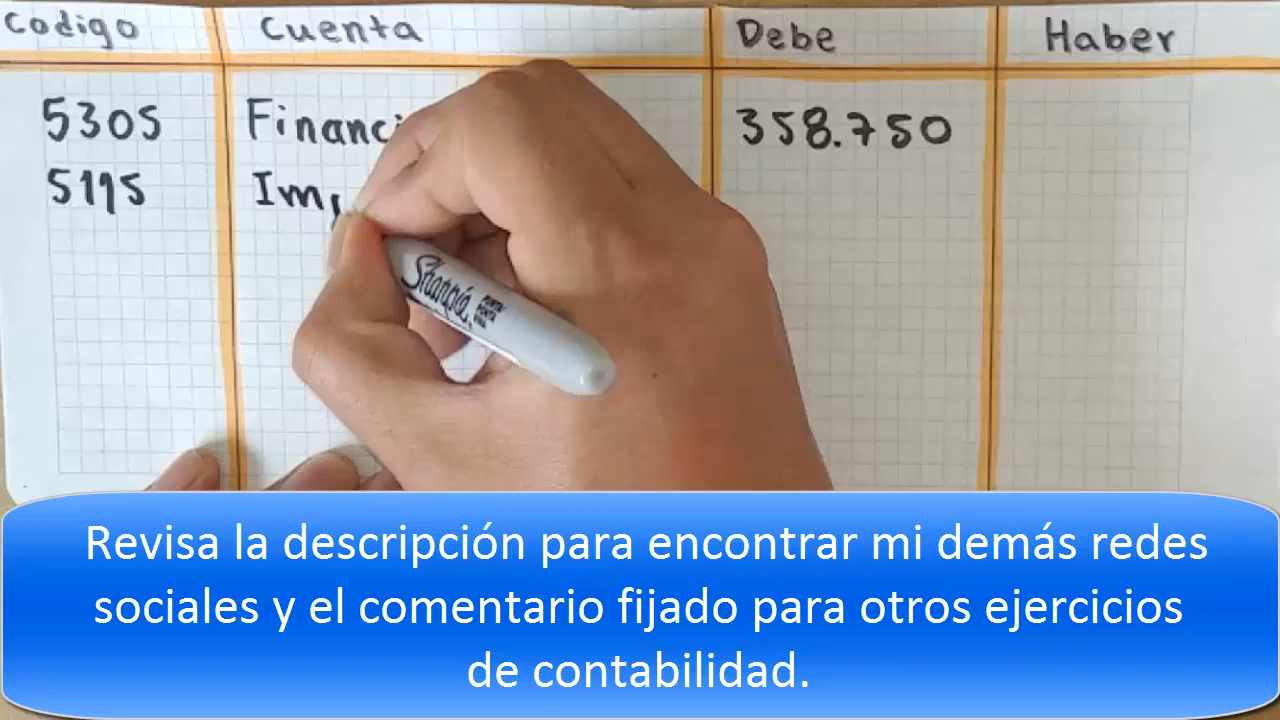 Codigo Cuenta Debe Haber
5305 Financi 358.750
5195 Imp
Sharpie
Revisa la descripción para encontrar mi demás redes
sociales y el comentario fijado para otros ejercicios
de contabilidad.